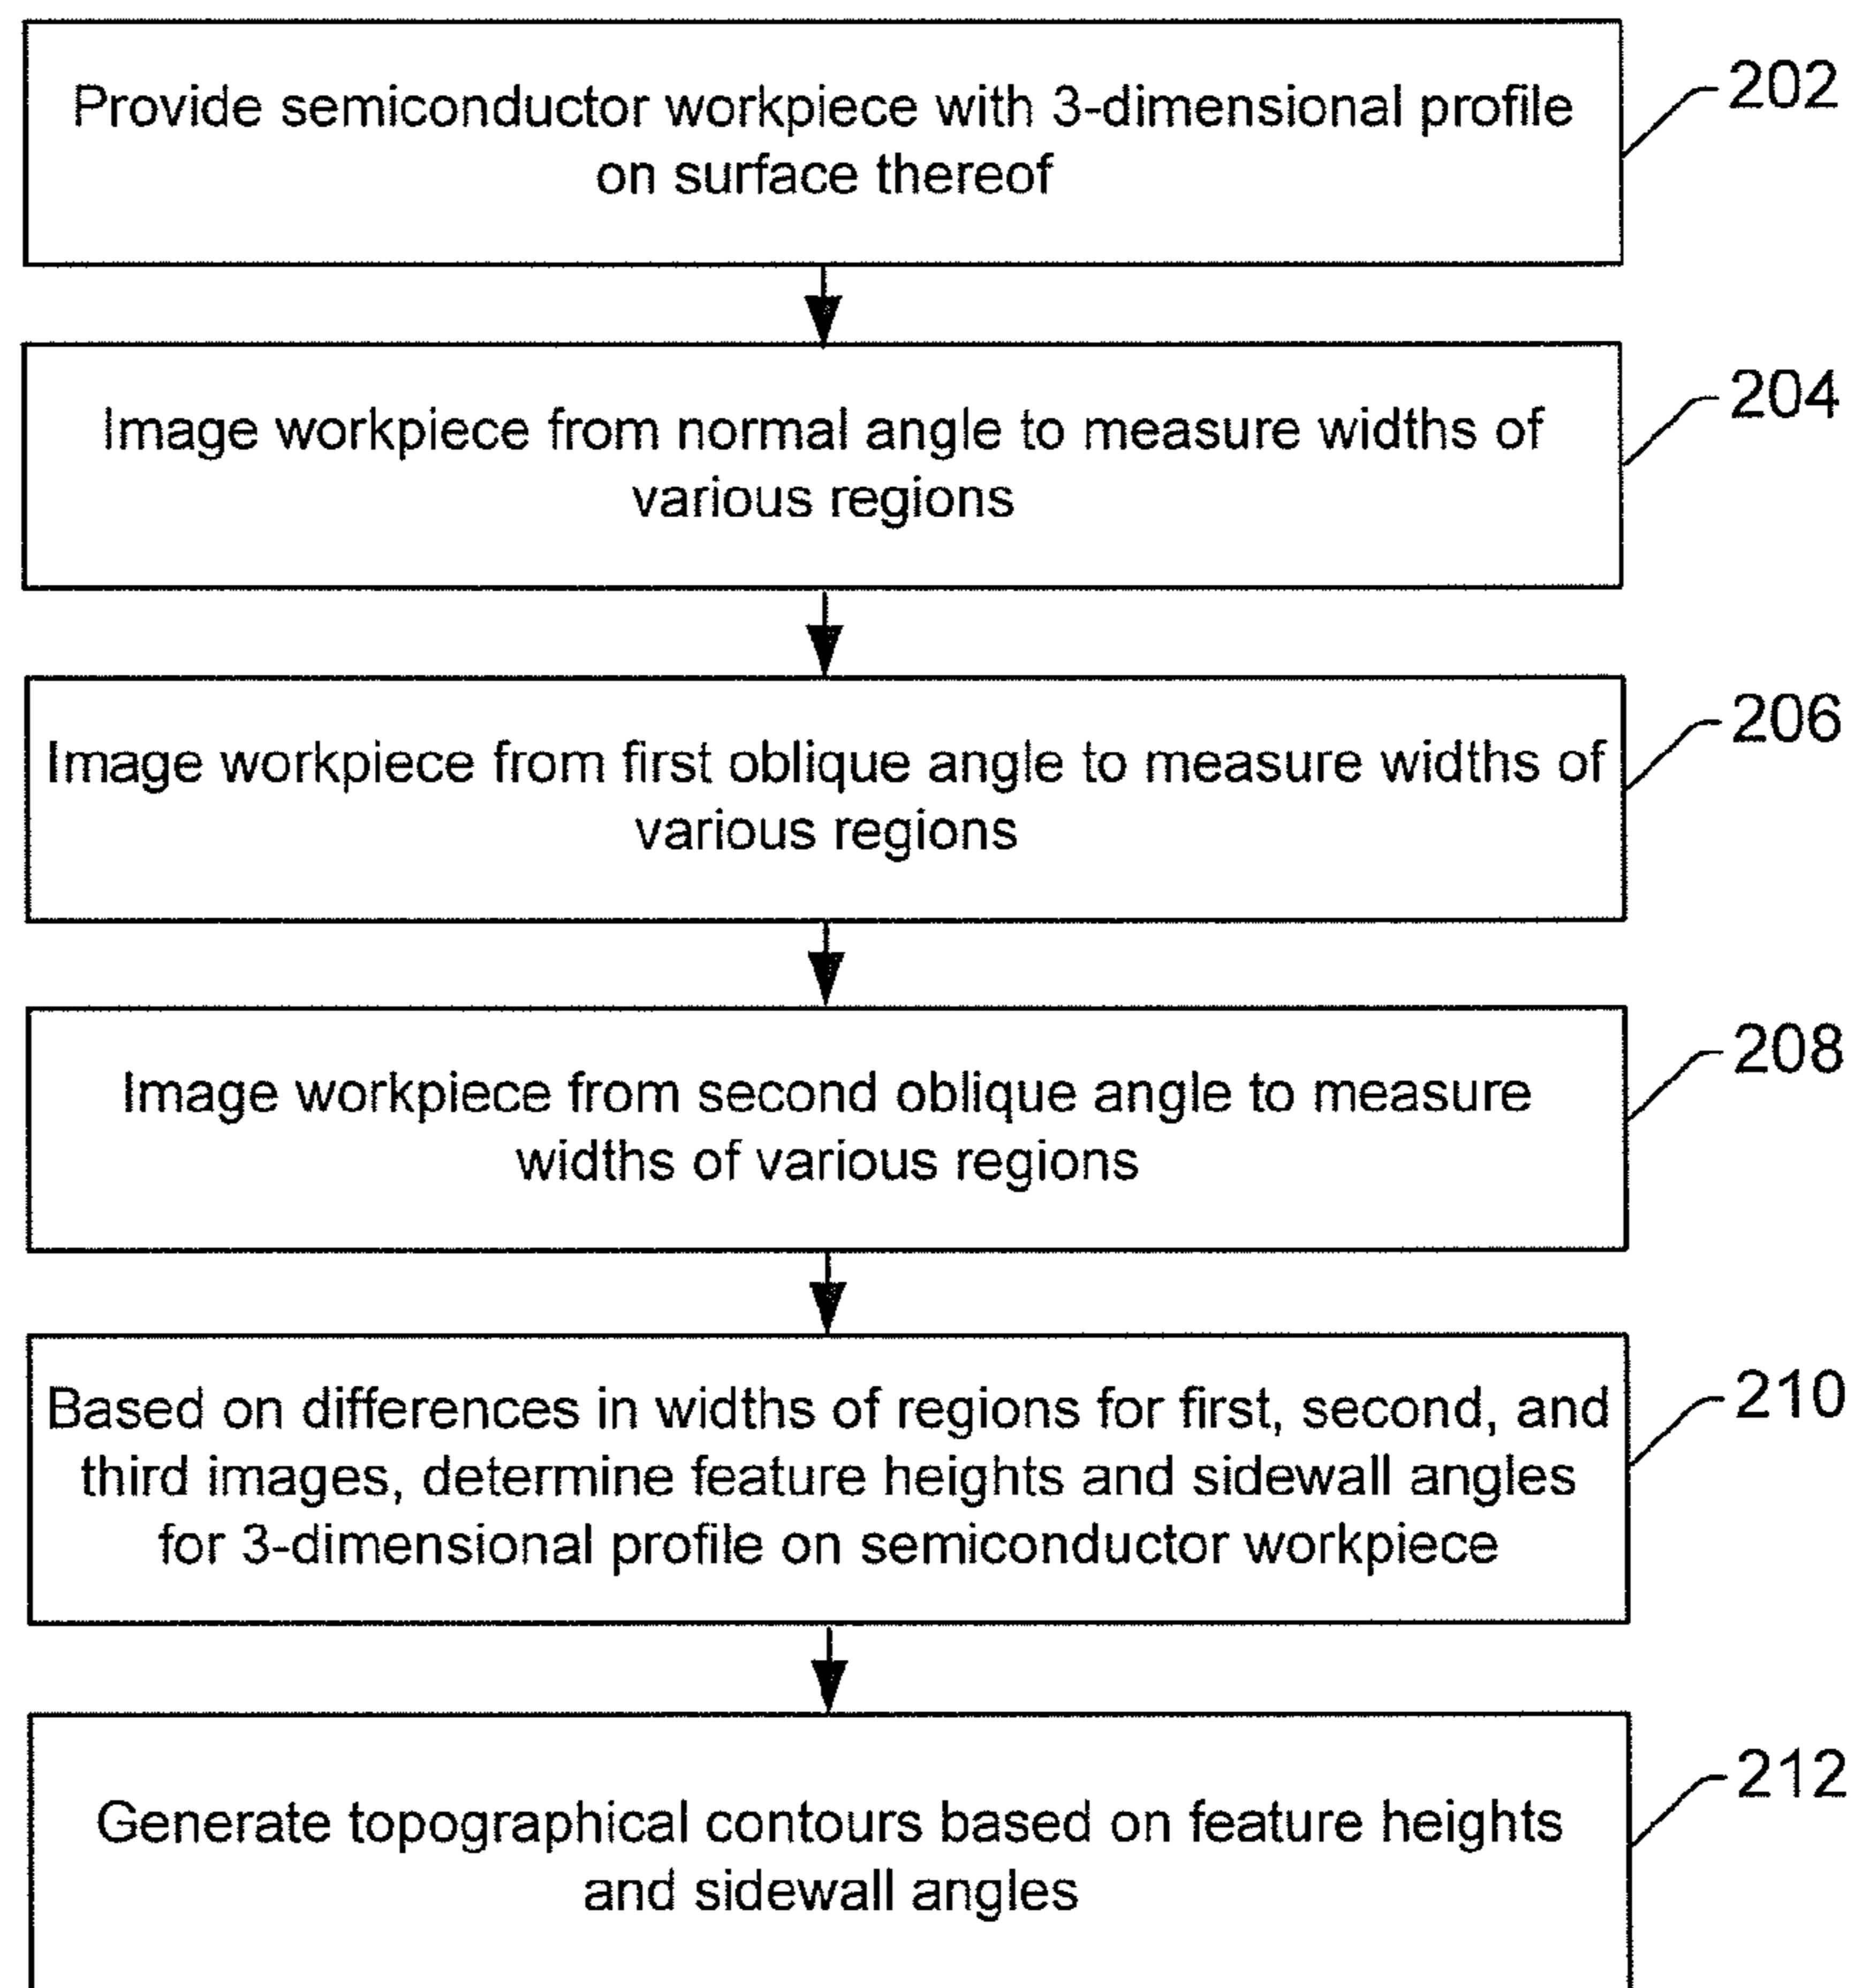 Provide semiconductor workpiece with 3-dimensional profile
on surface thereof
202
Image workpiece from normal angle to measure widths of
various regions
204
Image workpiece from first oblique angle to measure widths of
various regions
206
Image workpiece from second oblique angle to measure
widths of various regions
208
Based on differences in widths of regions for first, second, and
third images, determine feature heights and sidewall angles
for 3-dimensional profile on semiconductor workpiece
210
Generate topographical contours based on feature heights
and sidewall angles
212